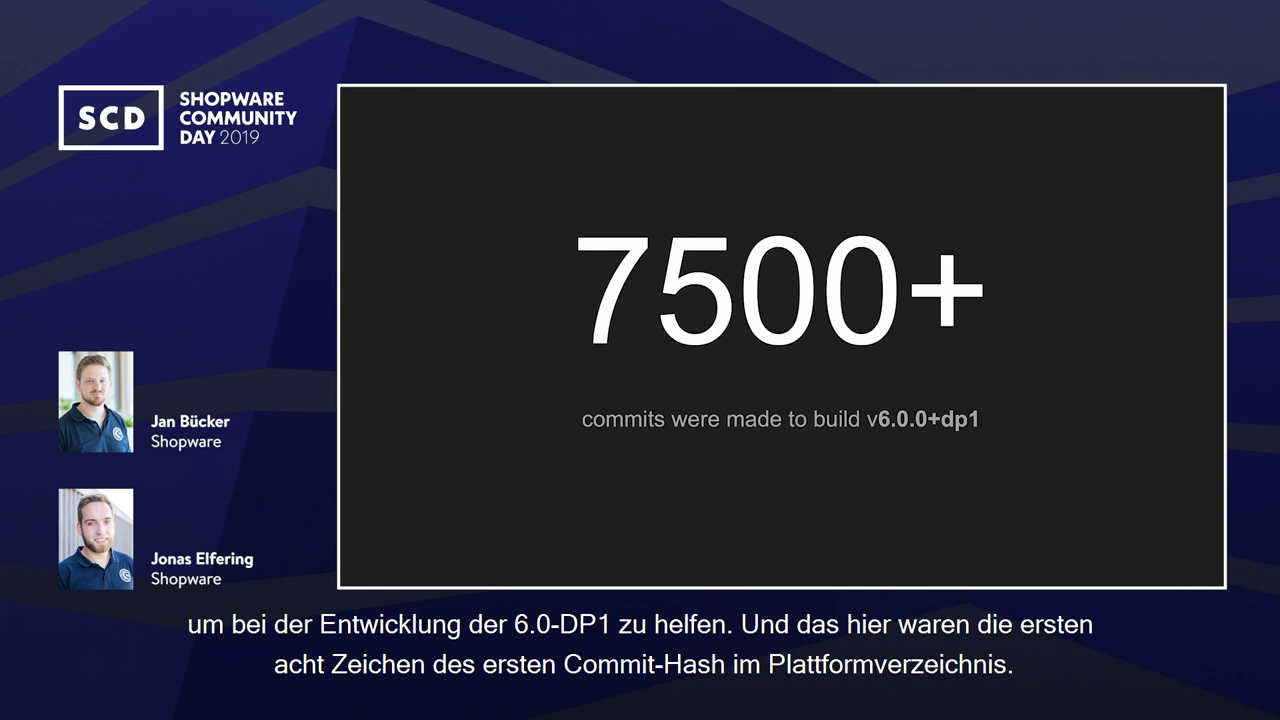 SCD
SHOPWARE
COMMUNITY
DAY 2019
7500+
commits were made to build v6.0.0+dp1
Jan Bücker
Shopware
Jonas Elfering
Shopware
um bei der Entwicklung der 6.0-DP1 zu helfen. Und das hier waren die ersten
acht Zeichen des ersten Commit-Hash im Plattformverzeichnis.